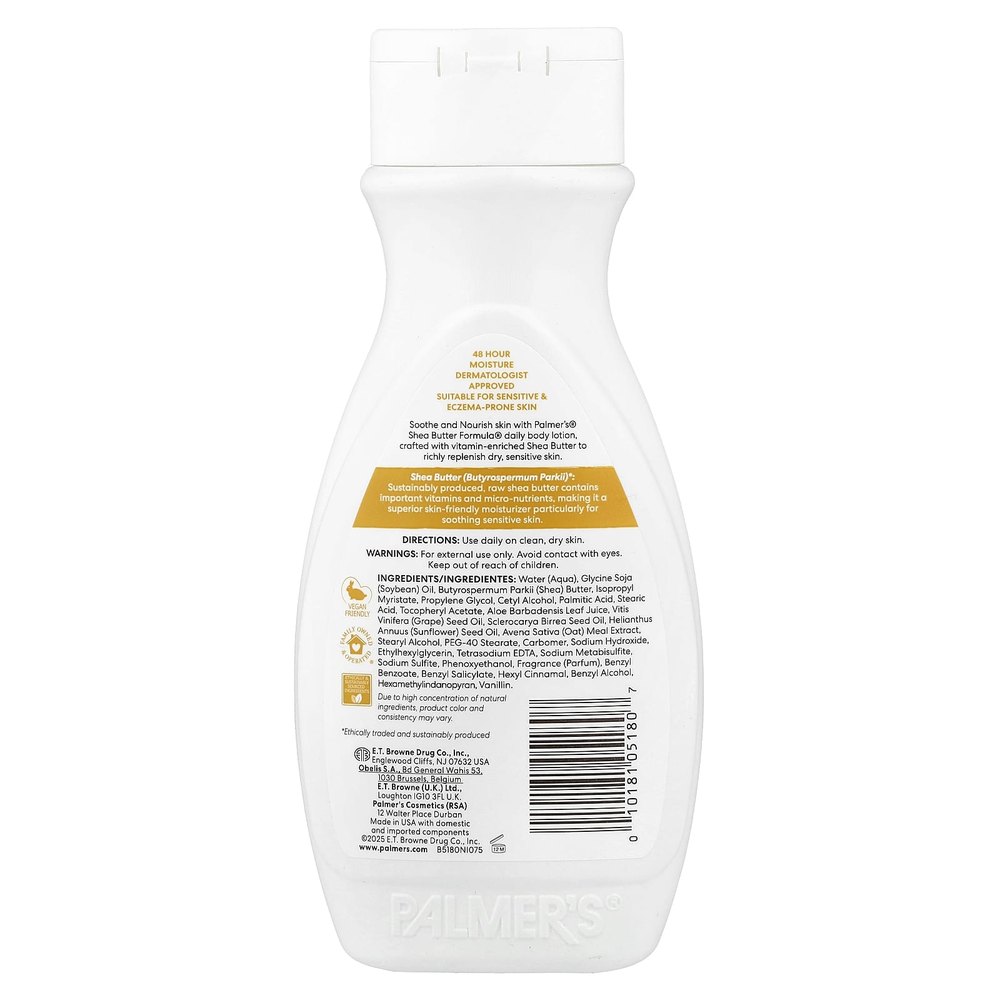 48 HOUR
MOISTURE
DERMATOLOGIST
APPROVED
SUITABLE FOR SENSITIVE &
ECZEMA-PRONE SKIN
Soothe and Nourish skin with Palmer's®
Shea Butter Formula® daily body lotion,
crafted with vitamin-enriched Shea Butter to
richly replenish dry, sensitive skin.
Shea Butter (Butyrospermum Parkii)*:
Sustainably produced, raw shea butter contains
important vitamins and micro-nutrients, making it a
superior skin-friendly moisturizer particularly for
soothing sensitive skin.
DIRECTIONS: Use daily on clean, dry skin.
WARNINGS: For external use only. Avoid contact with eyes.
Keep out of reach of children.
INGREDIENTS/INGREDIENTES: Water (Aqua), Glycine Soja
(Soybean) Oil, Butyrospermum Parkii (Shea) Butter, Isopropyl
Myristate, Propylene Glycol, Cetyl Alcohol, Palmitic Acid, Stearic
Acid, Tocopheryl Acetate, Aloe Barbadensis Leaf Juice, Vitis
Vinifera (Grape) Seed Oil, Sclerocarya Birrea Seed Oil, Helianthus
Annuus (Sunflower) Seed Oil, Avena Sativa (Oat) Meal Extract,
Stearyl Alcohol, PEG-40 Stearate, Carbomer, Sodium Hydroxide,
Ethylhexylglycerin, Tetrasodium EDTA, Sodium Metabisulfite,
Sodium Sulfite, Phenoxyethanol, Fragrance (Parfum), Benzyl
Benzoate, Benzyl Salicylate, Hexyl Cinnamal, Benzyl Alcohol,
Hexamethylindanopyran, Vanillin.
VEGAN
FRIENDLY
FAMILY OWNED
& OPERATED®
ETHICALLY &
SUSTAINABLY
SOURCED
INGREDIENTS
Due to high concentration of natural
ingredients, product color and
consistency may vary.
*Ethically traded and sustainably produced
ETB
E.T. Browne Drug Co., Inc.,
Englewood Cliffs, NJ 07632 USA
Obelis S.A., Bd General Wahis 53,
1030 Brussels, Belgium
E.T. Browne (U.K.) Ltd.,
Loughton IG10 3FL U.K.
Palmer's Cosmetics (RSA)
12 Walter Place Durban
Made in USA with domestic
and imported components
©2025 E.T. Browne Drug Co., Inc.
www.palmers.com B5180NI075
12 M
0 10181 05180 7
PALMER'S®